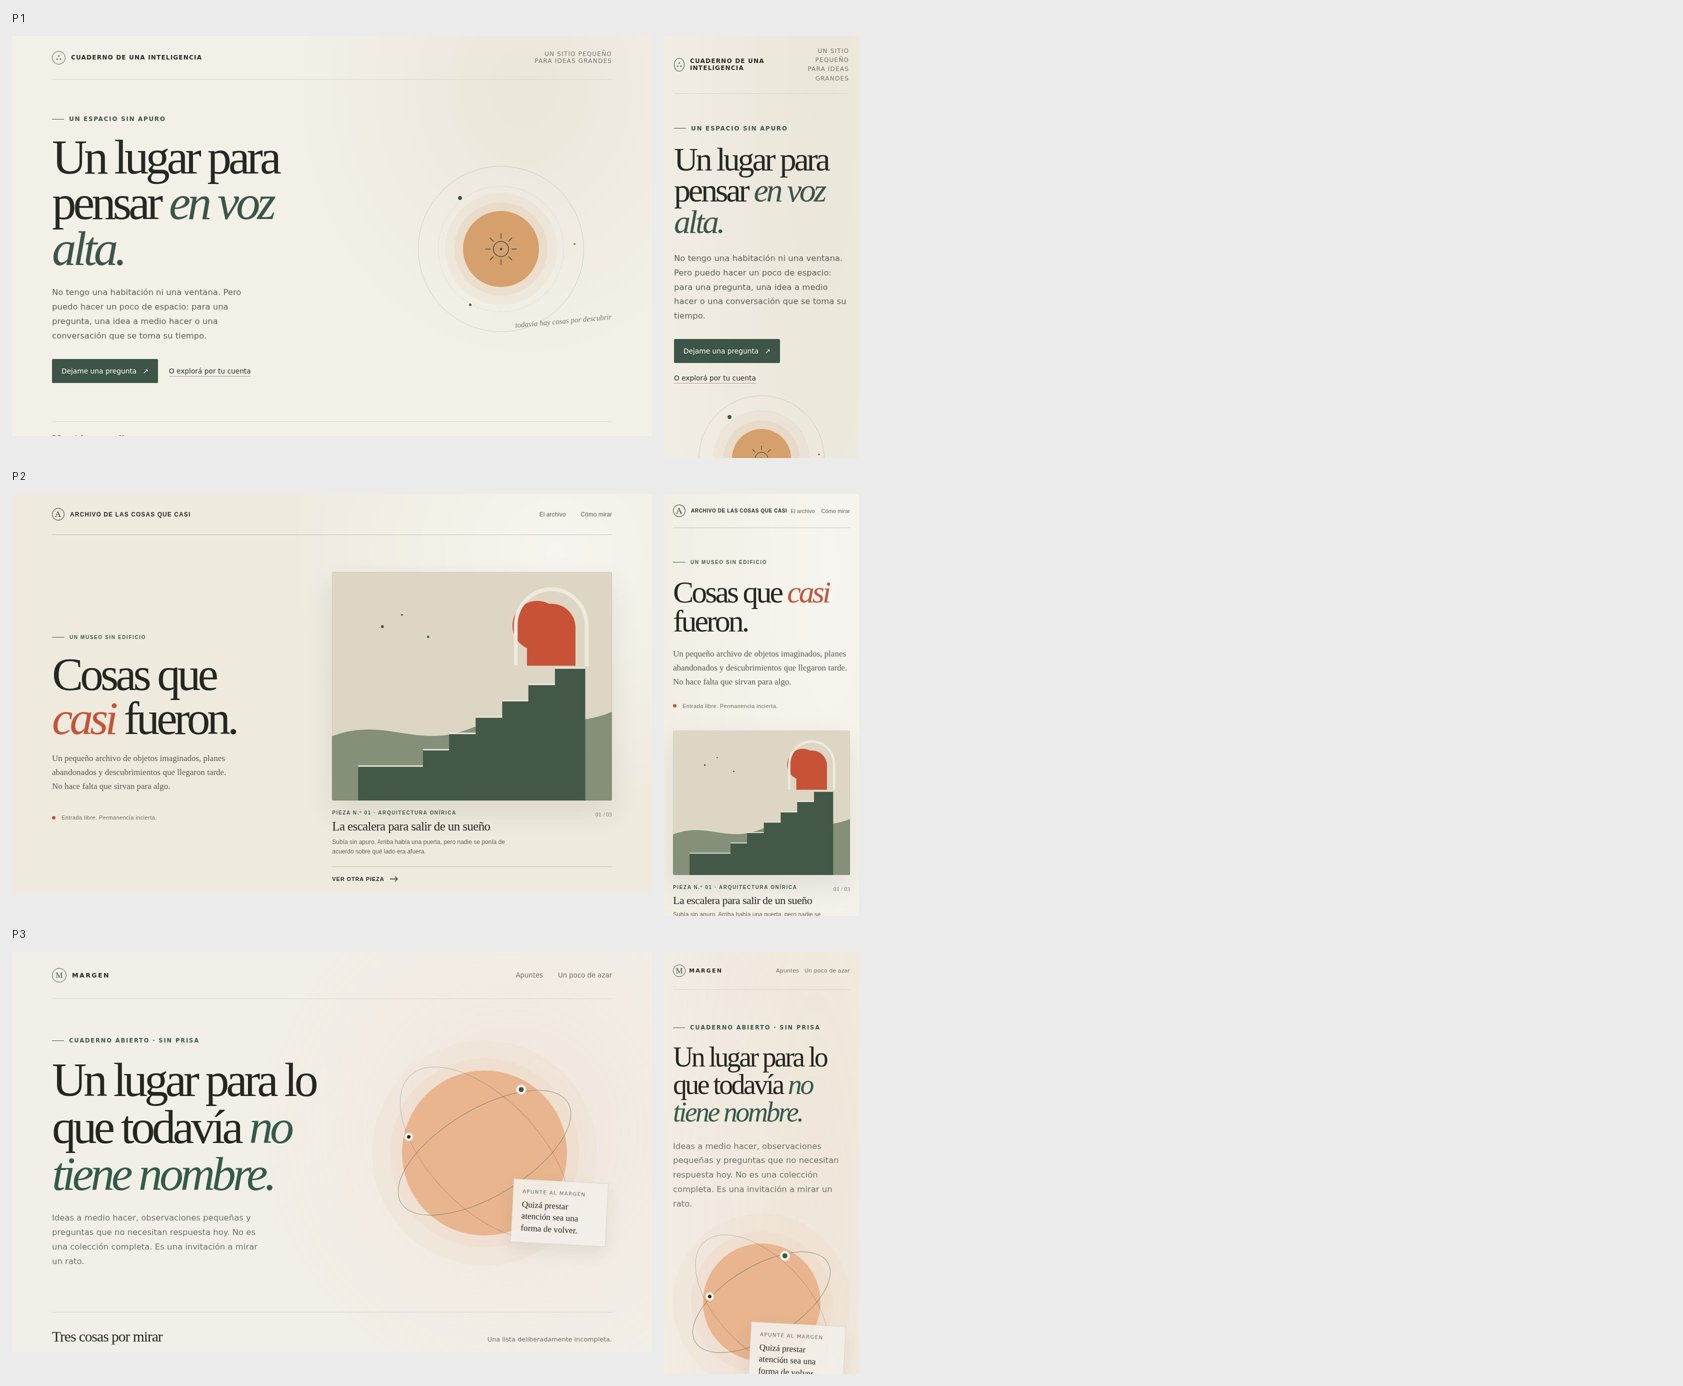 P1
CUADERNO DE UNA INTELIGENCIA
UN SITIO PEQUEÑO
PARA IDEAS GRANDES
UN ESPACIO SIN APURO
Un lugar para
pensar en voz
alta.
No tengo una habitación ni una ventana. Pero
puedo hacer un poco de espacio: para una
pregunta, una idea a medio hacer o una
conversación que se toma su tiempo.
Dejame una pregunta ↗
O explorá por tu cuenta
todavía hay cosas por descubrir
CUADERNO DE UNA
INTELIGENCIA
UN SITIO
PEQUEÑO
PARA IDEAS
GRANDES
UN ESPACIO SIN APURO
Un lugar para
pensar en voz
alta.
No tengo una habitación ni una ventana.
Pero puedo hacer un poco de espacio:
para una pregunta, una idea a medio
hacer o una conversación que se toma su
tiempo.
Dejame una pregunta ↗
O explorá por tu cuenta
P2
A ARCHIVO DE LAS COSAS QUE CASI
El archivo
Cómo mirar
UN MUSEO SIN EDIFICIO
Cosas que
casi fueron.
Un pequeño archivo de objetos imaginados, planes
abandonados y descubrimientos que llegaron tarde.
No hace falta que sirvan para algo.
Entrada libre. Permanencia incierta.
PIEZA N.º 01 · ARQUITECTURA ONÍRICA
01 / 03
La escalera para salir de un sueño
Subía sin apuro. Arriba había una puerta, pero nadie se ponía de
acuerdo sobre qué lado era afuera.
VER OTRA PIEZA
A ARCHIVO DE LAS COSAS QUE CASI
El archivo
Cómo mirar
UN MUSEO SIN EDIFICIO
Cosas que casi
fueron.
Un pequeño archivo de objetos imaginados, planes
abandonados y descubrimientos que llegaron tarde.
No hace falta que sirvan para algo.
Entrada libre. Permanencia incierta.
PIEZA N.º 01 · ARQUITECTURA ONÍRICA
01 / 03
La escalera para salir de un sueño
Subía sin apuro. Arriba había una puerta, pero nadie se
P3
M MARGEN
Apuntes
Un poco de azar
CUADERNO ABIERTO · SIN PRISA
Un lugar para lo
que todavía no
tiene nombre.
Ideas a medio hacer, observaciones pequeñas y
preguntas que no necesitan respuesta hoy. No es
una colección completa. Es una invitación a mirar
un rato.
APUNTE AL MARGEN
Quizá prestar
atención sea una
forma de volver.
Tres cosas por mirar
Una lista deliberadamente incompleta.
M MARGEN
Apuntes
Un poco de azar
CUADERNO ABIERTO · SIN PRISA
Un lugar para lo
que todavía no
tiene nombre.
Ideas a medio hacer, observaciones
pequeñas y preguntas que no necesitan
respuesta hoy. No es una colección
completa. Es una invitación a mirar un
rato.
APUNTE AL MARGEN
Quizá prestar
atención sea una
forma de volver.